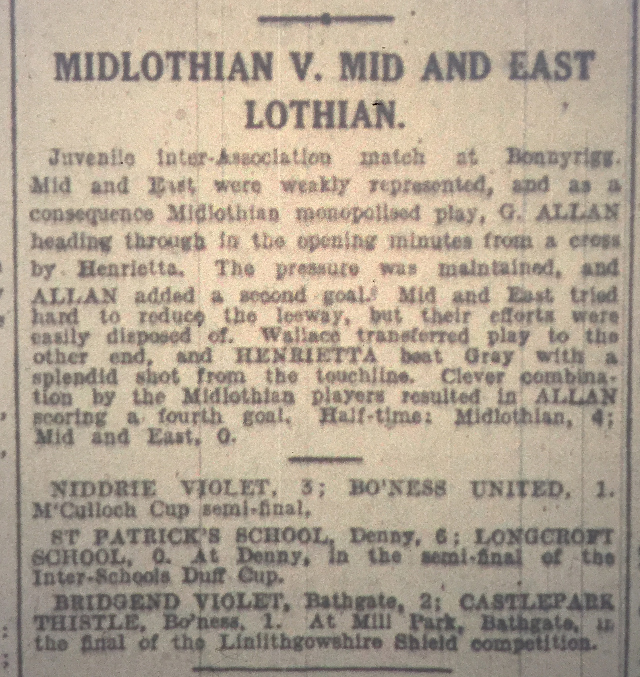 MIDLOTHIAN V. MID AND EAST
LOTHIAN.
Juvenile inter-Association match at Bonnyrigg.
Mid and East were weakly represented, and as a
consequence Midlothian monopolised play, G. ALLAN
heading through in the opening minutes from a cross
by Henrietta. The pressure was maintained, and
ALLAN added a second goal. Mid and East tried
hard to reduce the leeway, but their efforts were
easily disposed of. Wallace transferred play to the
other end, and HENRIETTA beat Gray with a
splendid shot from the touchline. Clever combina-
tion by the Midlothian players resulted in ALLAN
scoring a fourth goal. Half-time: Midlothian, 4;
Mid and East, 0.
NIDDRIE VIOLET, 3; BO'NESS UNITED, 1.
M'Culloch Cup semi-final.
ST PATRICK'S SCHOOL, Denny, 6; LONGCROFT
SCHOOL, 0. At Denny, in the semi-final of the
Inter-Schools Duff Cup.
BRIDGEND VIOLET, Bathgate, 2; CASTLEPARK
THISTLE, Bo'ness, 1. At Mill Park, Bathgate, in
the final of the Linlithgowshire Shield competition.